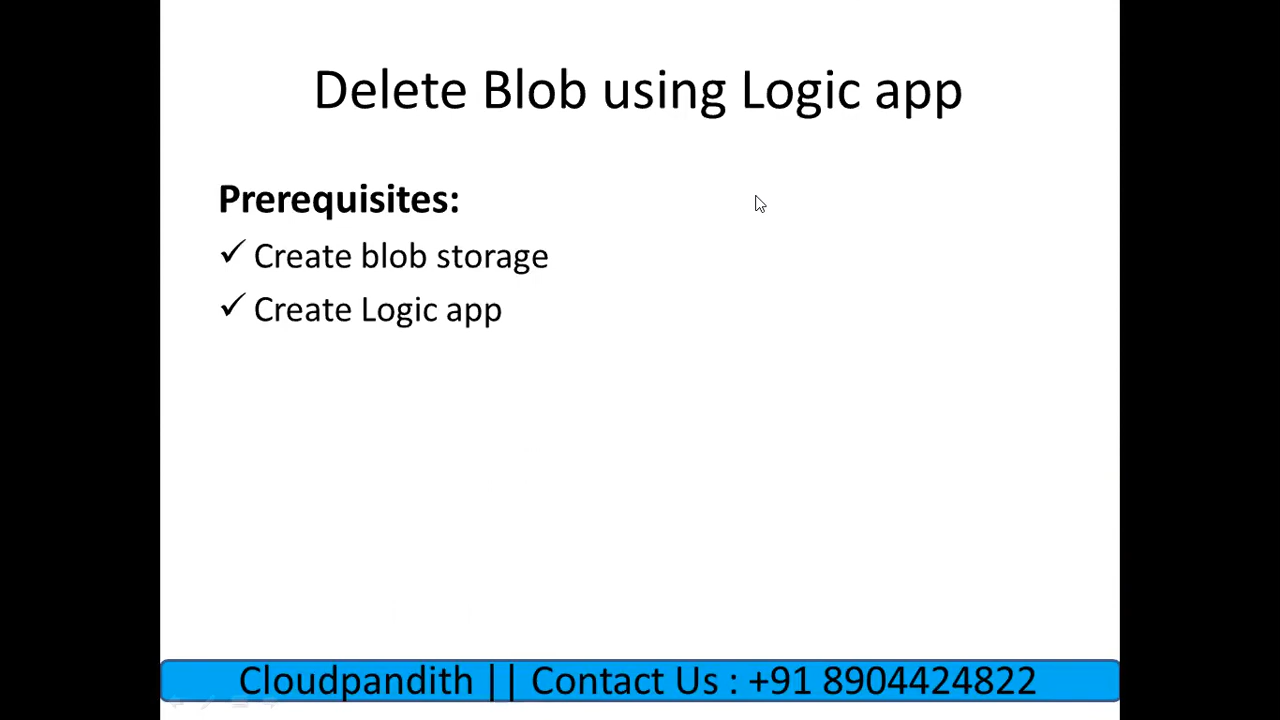 Delete Blob using Logic app
Prerequisites:
✓ Create blob storage
✓ Create Logic app
Cloudpandith || Contact Us : +91 8904424822